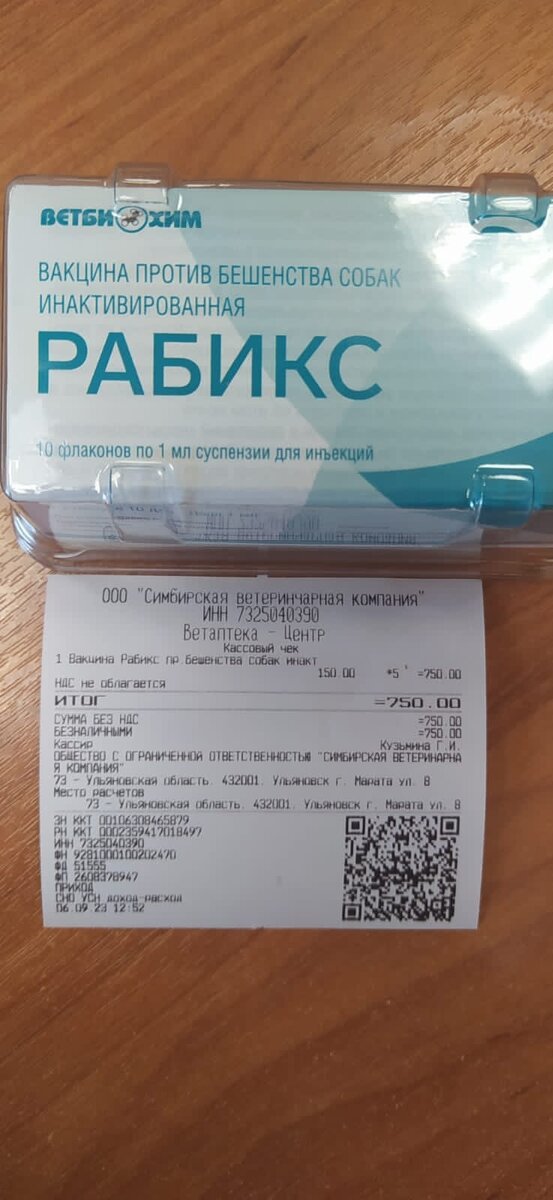 ВЕТБИОХИМ
ВАКЦИНА ПРОТИВ БЕШЕНСТВА СОБАК
ИНАКТИВИРОВАННАЯ
РАБИКС
10 флаконов по 1 мл суспензии для инъекций
ООО "Симбирская ветеринчарная компания"
ИНН 7325040390
Ветаптека - Центр
Кассовый чек
1 Вакцина Рабикс пр.Бешенства собак инакт
150.00 *5 =750.00
НДС не облагается
ИТОГ =750.00
СУММА БЕЗ НДС =750.00
БЕЗНАЛИЧНЫМИ =750.00
Кассир Кузьмина Г.И.
ОБЩЕСТВО С ОГРАНИЧЕННОЙ ОТВЕТСТВЕННОСТЬЮ "СИМБИРСКАЯ ВЕТЕРИНАРНА
Я КОМПАНИЯ"
73 - Ульяновская область, 432001, Ульяновск г, Марата ул, 8
Место расчетов
73 - Ульяновская область, 432001, Ульяновск г, Марата ул, 8
ЗН ККТ 00106308465879
РН ККТ 0002359417018497
ИНН 7325040390
ФН 9281000100202470
ФД 51555
ФП 2608378947
ПРИХОД
СНО УСН доход-расход
06.09.23 12:52